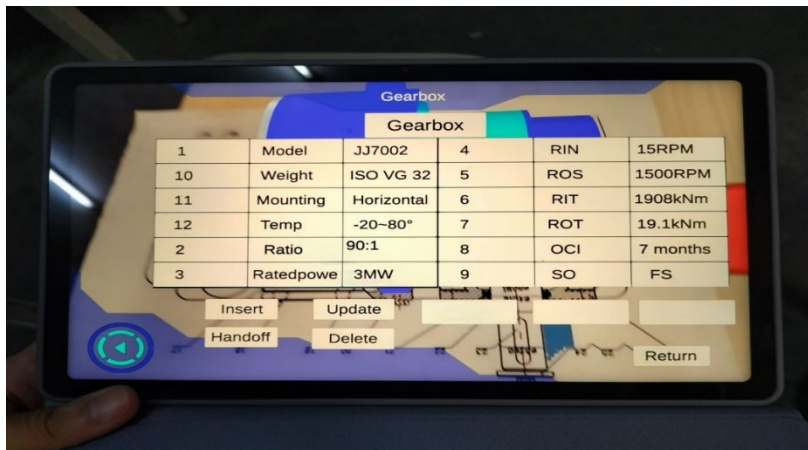 Gearbox
Gearbox
1 Model JJ7002 4 RIN 15RPM
10 Weight ISO VG 32 5 ROS 1500RPM
11 Mounting Horizontal 6 RIT 1908kNm
12 Temp -20~80° 7 ROT 19.1kNm
2 Ratio 90:1 8 OCI 7 months
3 Ratedpowe 3MW 9 SO FS
Insert Update
Handoff Delete
Return